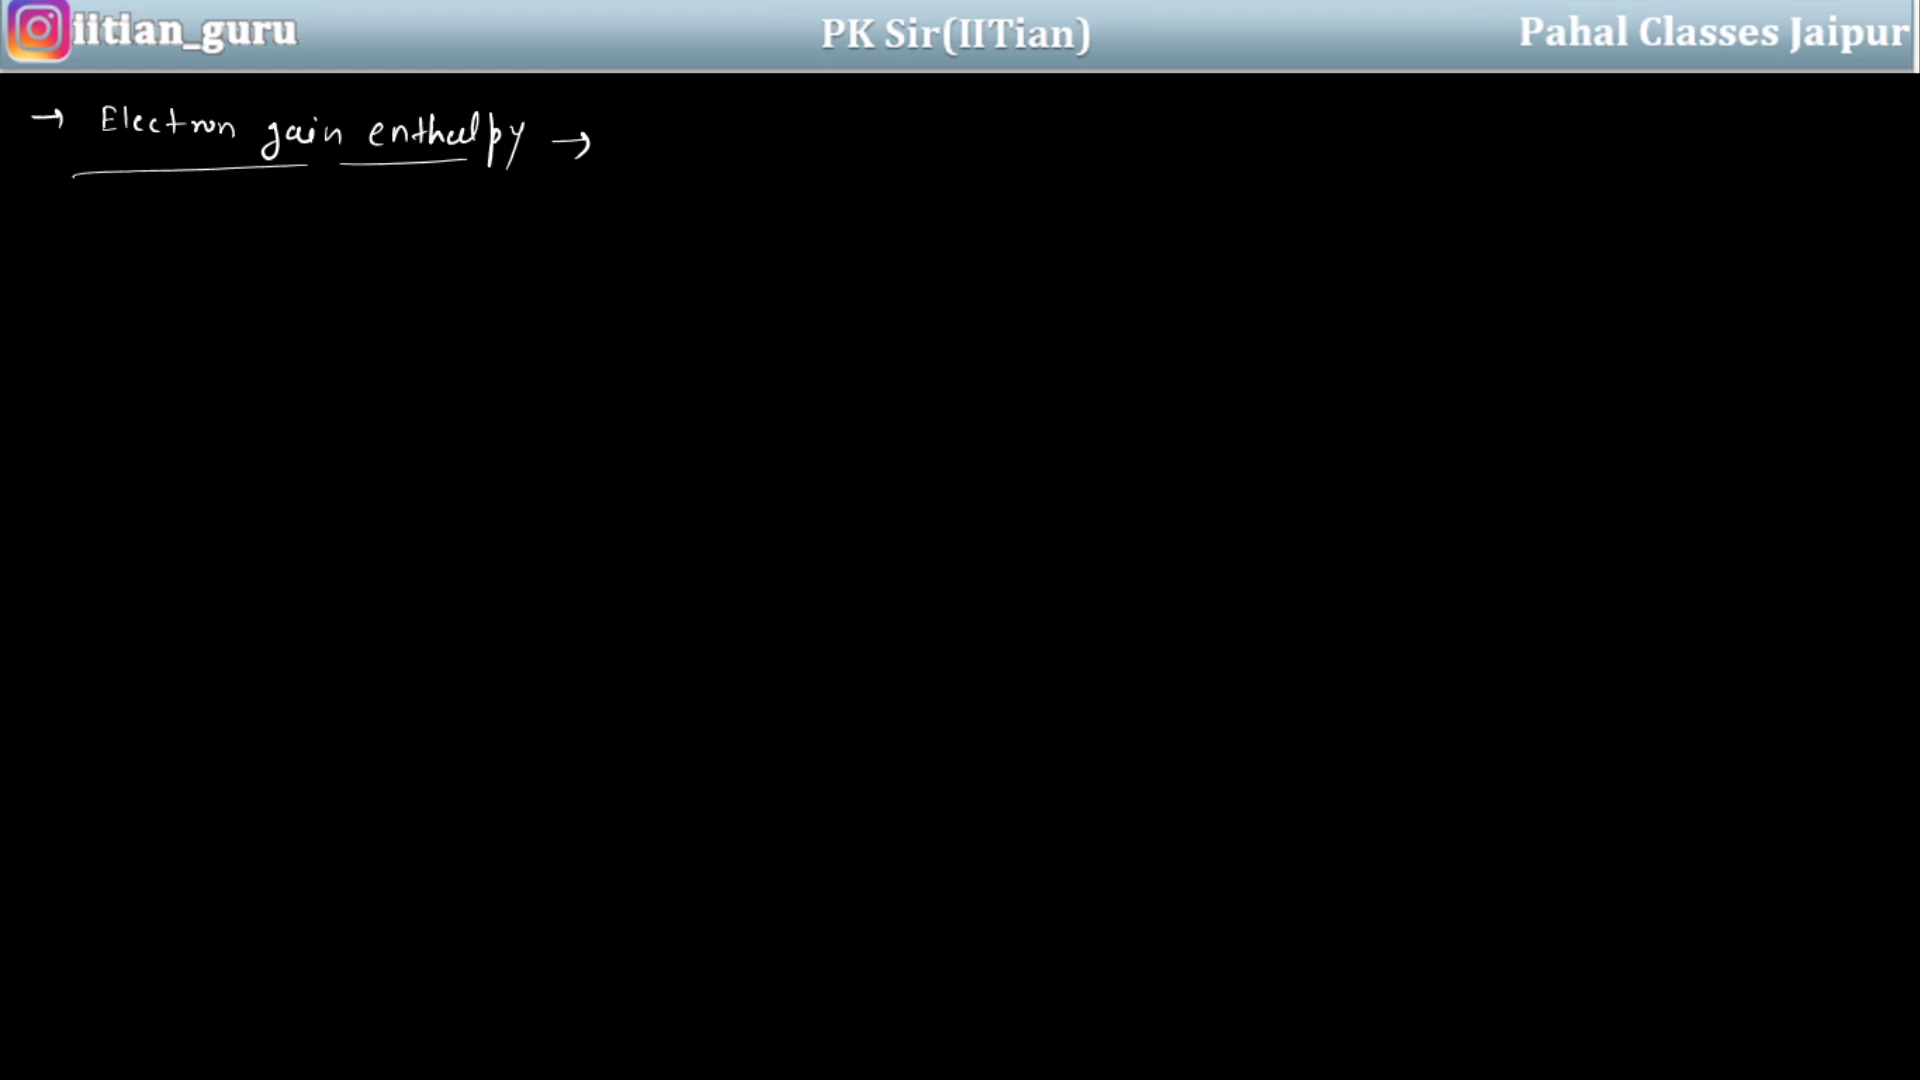 iitian_guru
PK Sir(IITian)
Pahal Classes Jaipur
→ Electron gain enthalpy →